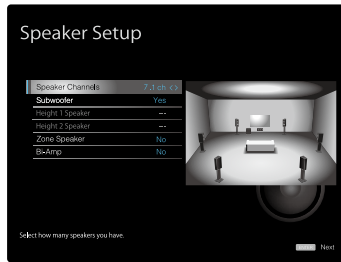 Speaker Setup
Speaker Channels 7.1 ch <>
Subwoofer Yes
Height 1 Speaker ---
Height 2 Speaker ---
Zone Speaker No
Bi-Amp No
Select how many speakers you have.
Next